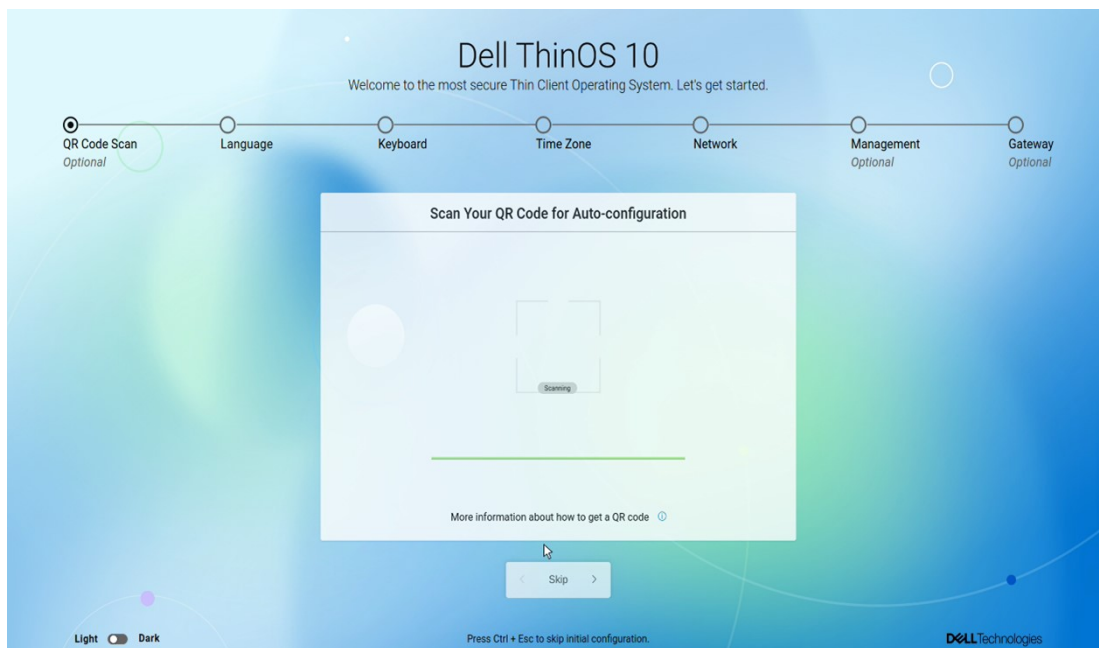 Dell ThinOS 10
Welcome to the most secure Thin Client Operating System. Let's get started.
QR Code Scan
Optional
Language
Keyboard
Time Zone
Network
Management
Optional
Gateway
Optional
Scan Your QR Code for Auto-configuration
Scanning
More information about how to get a QR code
Skip
Light
Dark
Press Ctrl + Esc to skip initial configuration.
DELLTechnologies